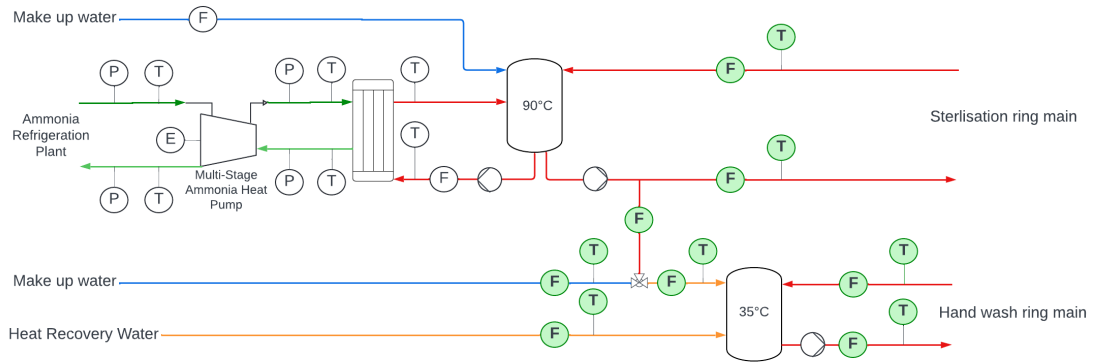 Make up water
F
T
F
P
T
P
T
T
90°C
Ammonia
Refrigeration
Plant
E
T
Sterlisation ring main
Multi-Stage
Ammonia Heat
Pump
P
T
P
T
F
T
F
F
T
T
T
Make up water
F
F
F
T
35°C
Hand wash ring main
Heat Recovery Water
F
T
F